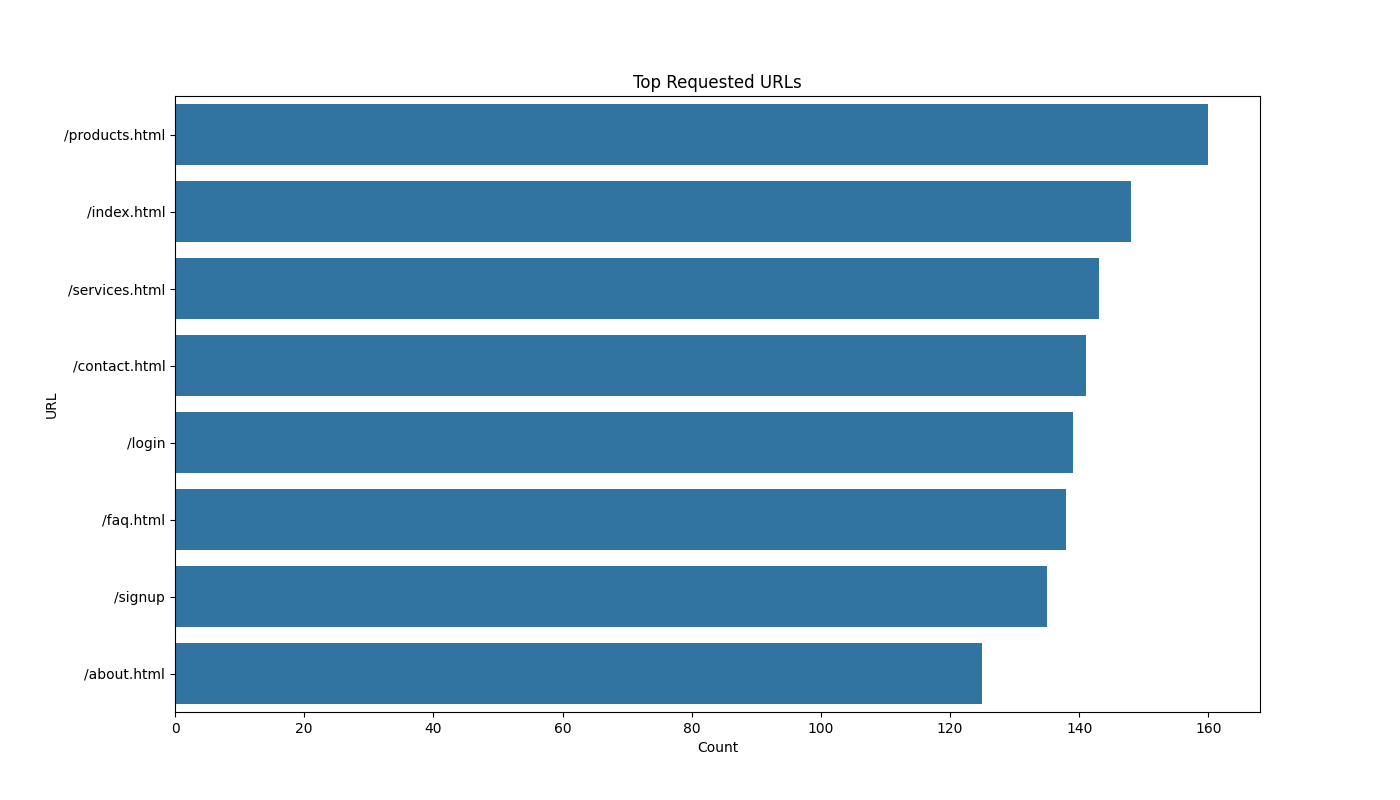 Top Requested URLs
/products.html
/index.html
/services.html
/contact.html
/login
/faq.html
/signup
/about.html
URL
0 20 40 60 80 100 120 140 160
Count